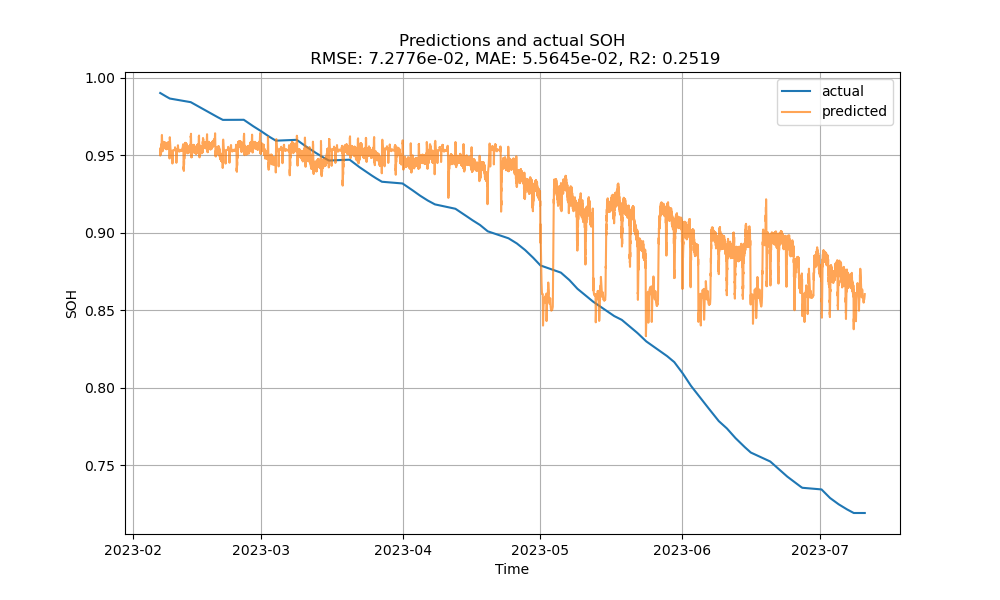 Predictions and actual SOH
RMSE: 7.2776e-02, MAE: 5.5645e-02, R2: 0.2519
actual
predicted
1.00
0.95
0.90
0.85
0.80
0.75
SOH
2023-02 2023-03 2023-04 2023-05 2023-06 2023-07
Time